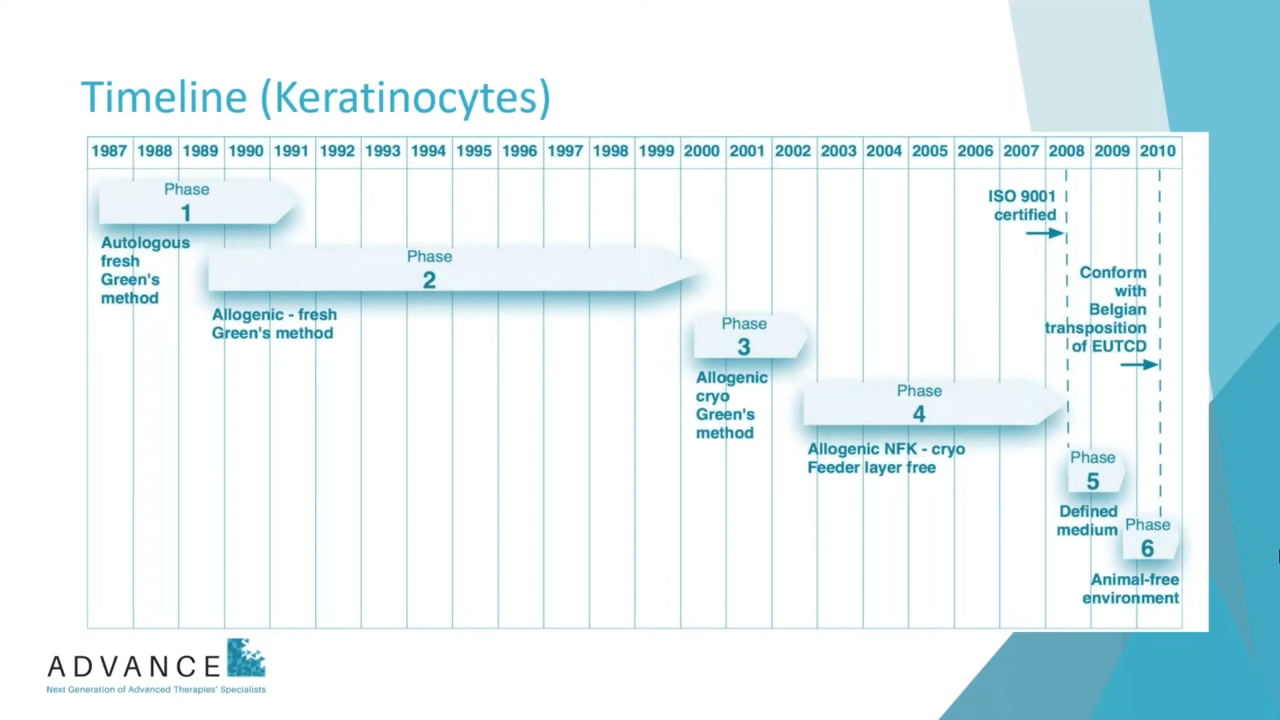 Timeline (Keratinocytes)
1987 1988 1989 1990 1991 1992 1993 1994 1995 1996 1997 1998 1999 2000 2001 2002 2003 2004 2005 2006 2007 2008 2009 2010
Phase
1
Autologous
fresh
Green's
method
Phase
2
Allogenic - fresh
Green's method
Phase
3
Allogenic
cryo
Green's
method
Phase
4
Allogenic NFK - cryo
Feeder layer free
ISO 9001
certified
Conform
with
Belgian
transposition
of EUTCD
Phase
5
Defined
medium
Phase
6
Animal-free
environment
ADVANCE
Next Generation of Advanced Therapies' Specialists